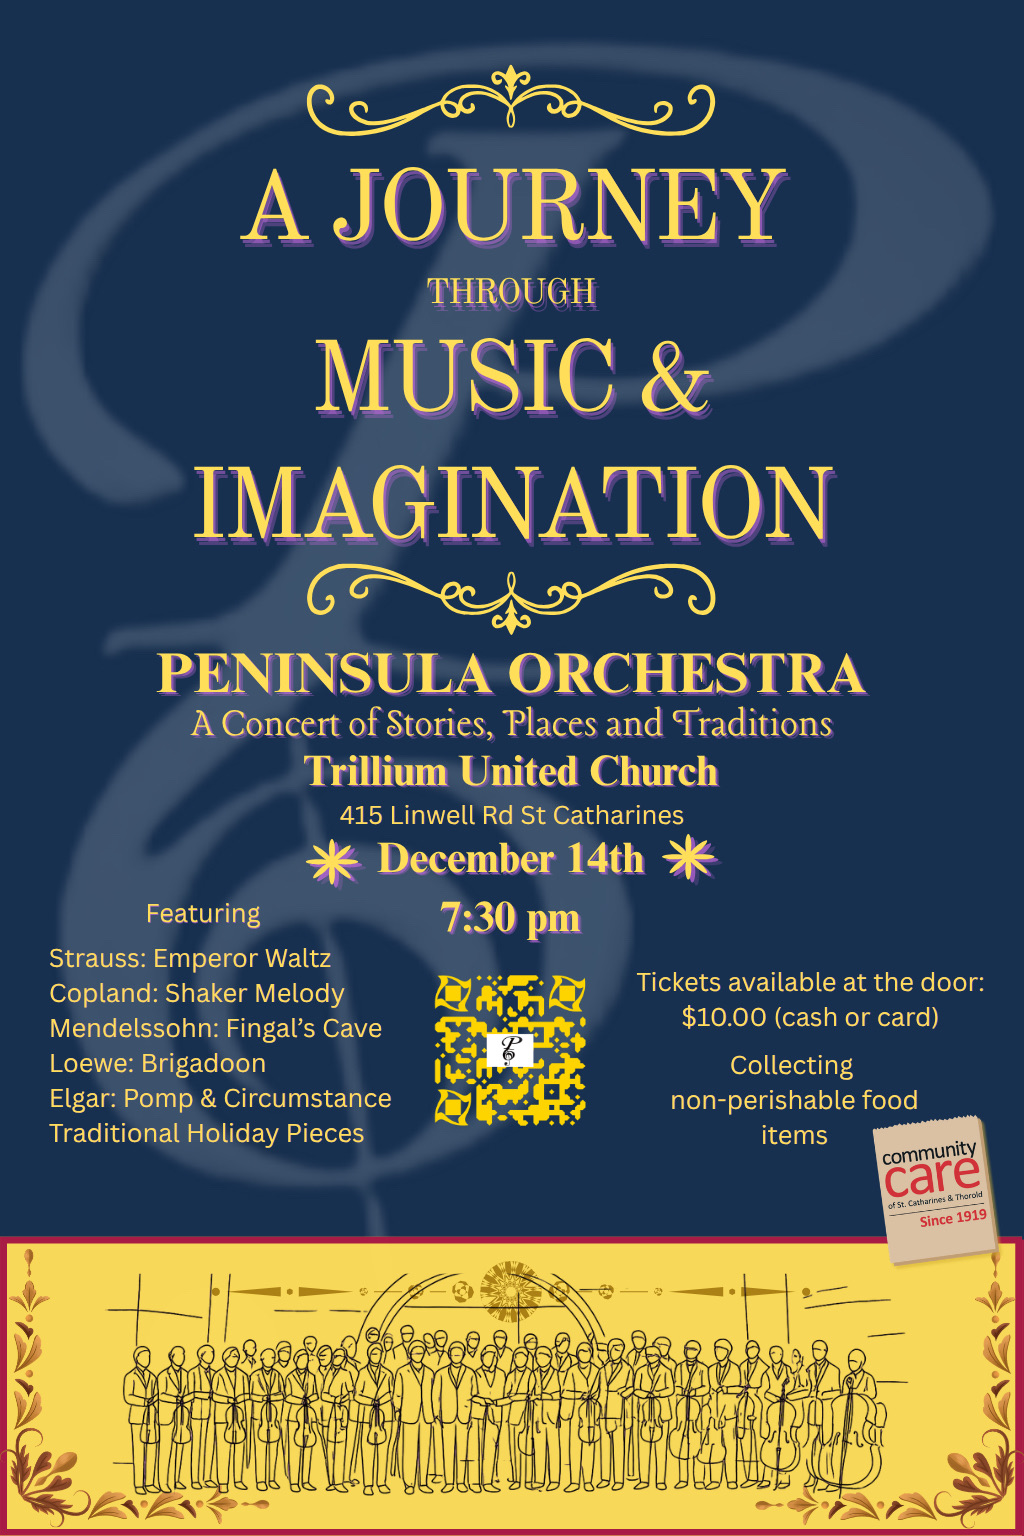 A JOURNEY
THROUGH
MUSIC &
IMAGINATION
PENINSULA ORCHESTRA
A Concert of Stories, Places and Traditions
Trillium United Church
415 Linwell Rd St Catharines
December 14th
7:30 pm
Featuring
Strauss: Emperor Waltz
Copland: Shaker Melody
Mendelssohn: Fingal’s Cave
Loewe: Brigadoon
Elgar: Pomp & Circumstance
Traditional Holiday Pieces
Tickets available at the door:
$10.00 (cash or card)
Collecting
non-perishable food
items
community
care
of St. Catharines & Thorold
Since 1919